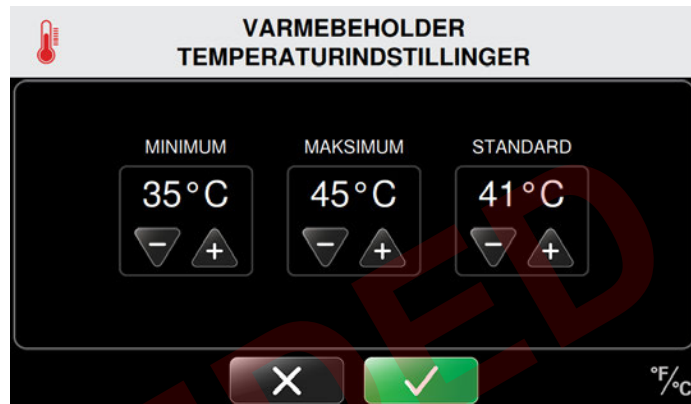 VARMEBEHOLDER
TEMPERATURINDSTILLINGER
MINIMUM MAKSIMUM STANDARD
35°C 45°C 41°C
− + − + − +
°F/°C